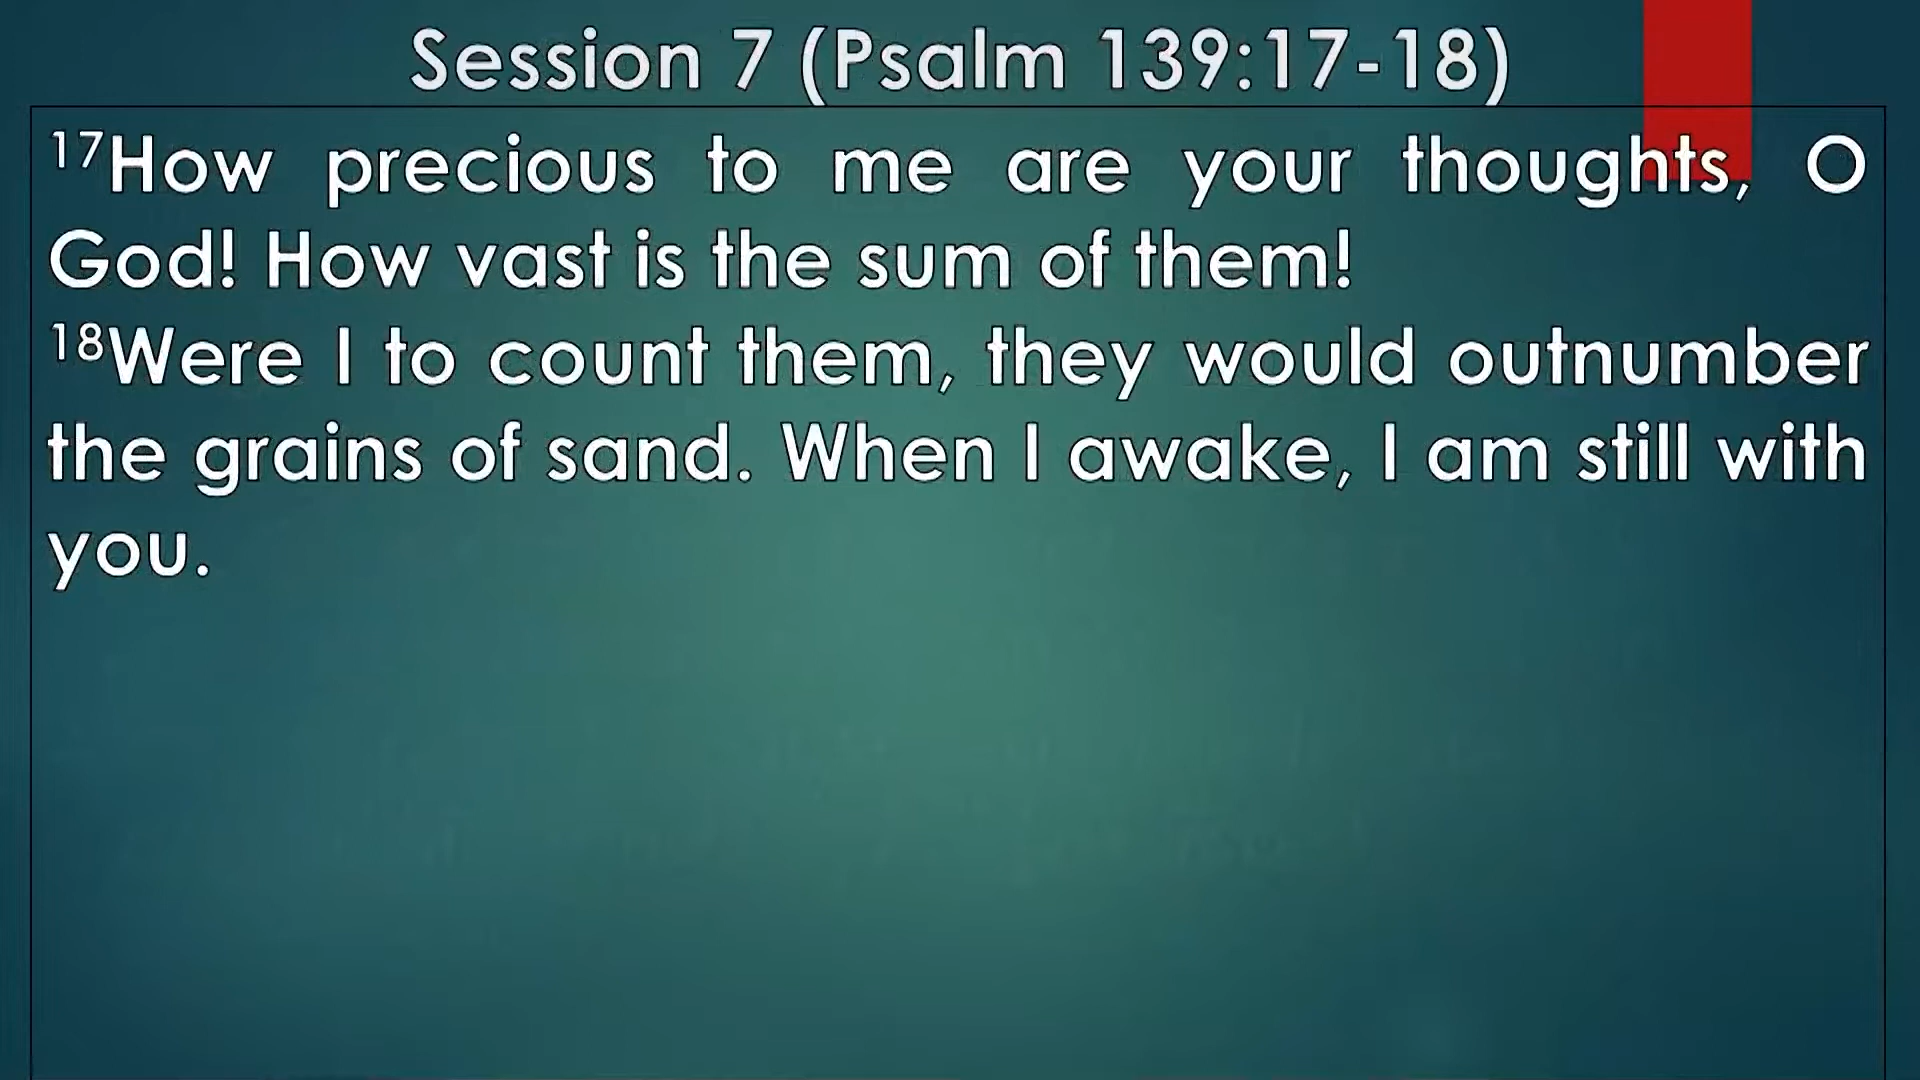 Session 7 (Psalm 139:17-18)
17How precious to me are your thoughts, O
God! How vast is the sum of them!
18Were I to count them, they would outnumber
the grains of sand. When I awake, I am still with
you.